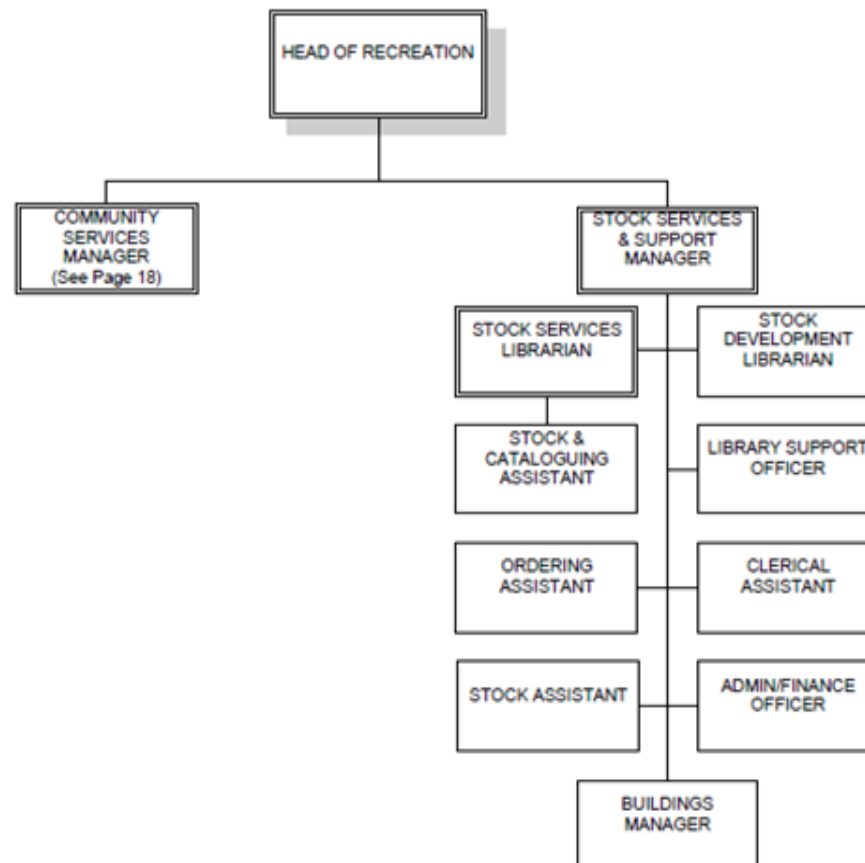 HEAD OF RECREATION
COMMUNITY
SERVICES
MANAGER
(See Page 18)
STOCK SERVICES
& SUPPORT
MANAGER
STOCK SERVICES
LIBRARIAN
STOCK
DEVELOPMENT
LIBRARIAN
STOCK &
CATALOGUING
ASSISTANT
LIBRARY SUPPORT
OFFICER
ORDERING
ASSISTANT
CLERICAL
ASSISTANT
STOCK ASSISTANT
ADMIN/FINANCE
OFFICER
BUILDINGS
MANAGER